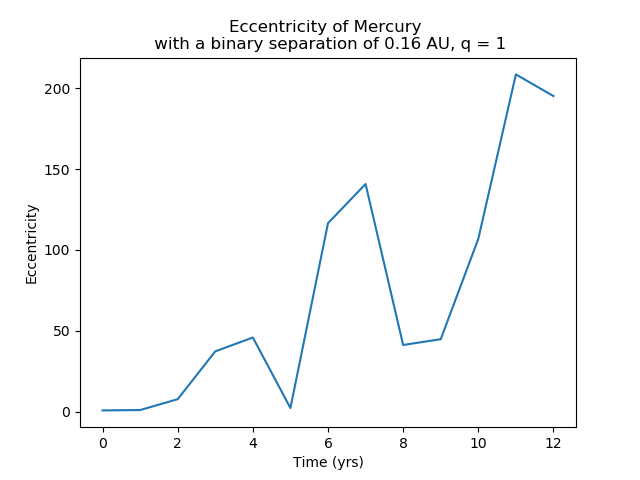 Eccentricity of Mercury
with a binary separation of 0.16 AU, q = 1
200
150
100
50
0
Eccentricity
0 2 4 6 8 10 12
Time (yrs)